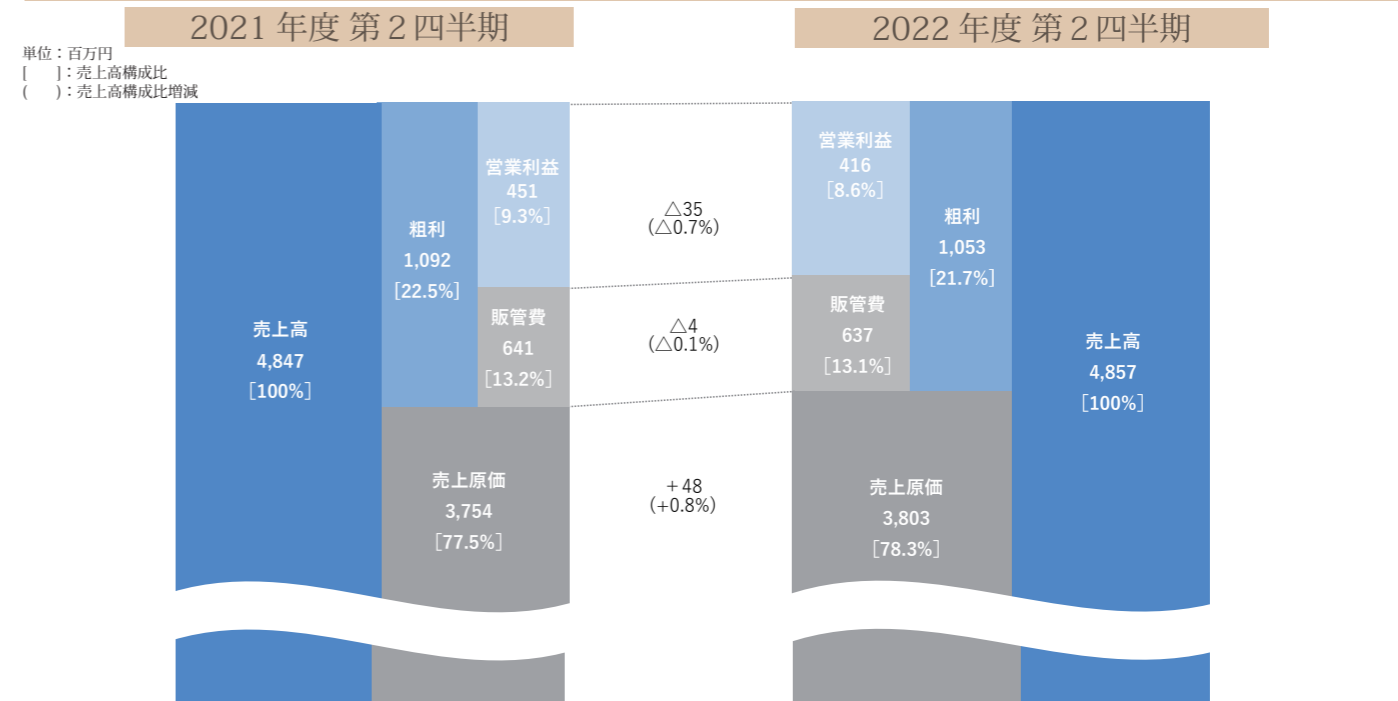 2021 年度 第２四半期
2022 年度 第２四半期
単位：百万円
[　　]：売上高構成比
(　　)：売上高構成比増減
売上高
4,847
［100%］
粗利
1,092
[22.5%]
営業利益
451
［9.3%］
販管費
641
［13.2%］
売上原価
3,754
［77.5%］
△35
(△0.7%)
△4
(△0.1%)
＋48
(+0.8%)
営業利益
416
［8.6%］
販管費
637
［13.1%］
粗利
1,053
[21.7%]
売上原価
3,803
［78.3%］
売上高
4,857
［100%］